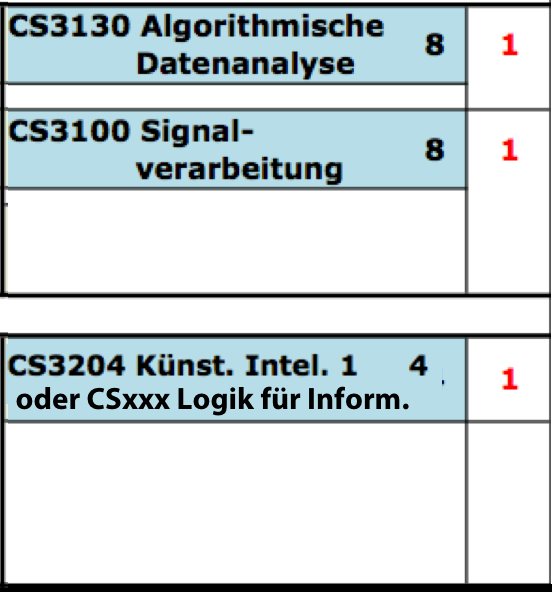 CS3130 Algorithmische 8 1
Datenanalyse
CS3100 Signal- 8 1
verarbeitung
CS3204 Künst. Intel. 1 4 1
oder CSxxx Logik für Inform.